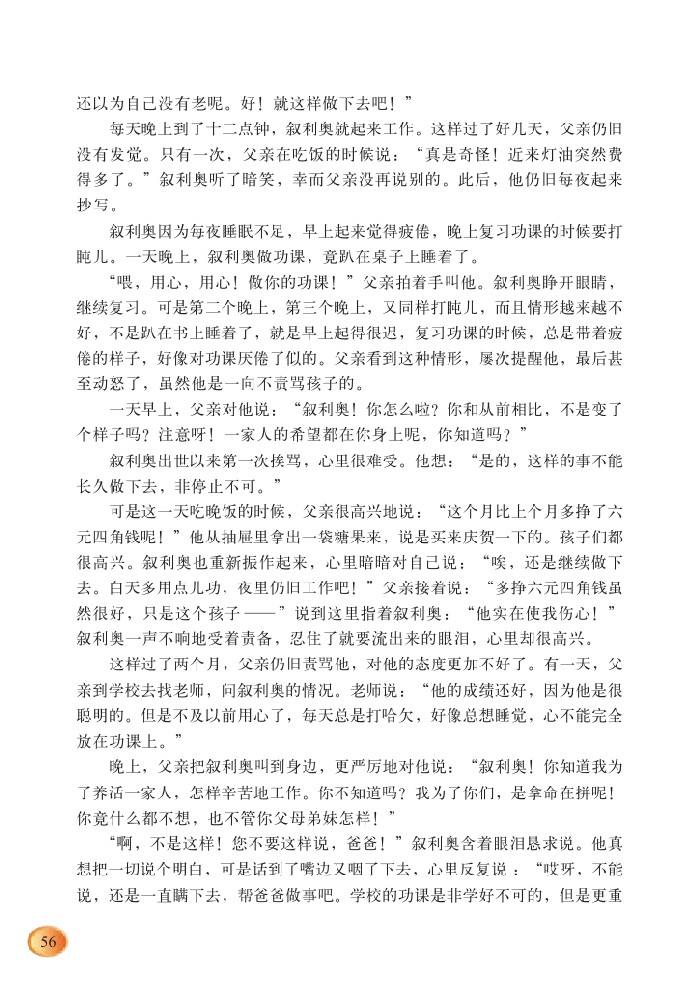 还以为自己没有老呢。好！就这样做下去吧！”
每天晚上到了十二点钟，叙利奥就起来工作。这样过了好几天，父亲仍旧
没有发觉。只有一次，父亲在吃饭的时候说：“真是奇怪！近来灯油突然费
得多了。”叙利奥听了暗笑，幸而父亲没再说别的。此后，他仍旧每夜起来
抄写。
叙利奥因为每夜睡眠不足，早上起来觉得疲倦，晚上复习功课的时候要打
盹儿。一天晚上，叙利奥做功课，竟趴在桌子上睡着了。
“喂，用心，用心！做你的功课！”父亲拍着手叫他。叙利奥睁开眼睛，
继续复习。可是第二个晚上，第三个晚上，又同样打盹儿，而且情形越来越不
好，不是趴在书上睡着了，就是早上起得很迟，复习功课的时候，总是带着疲
倦的样子，好像对功课厌倦了似的。父亲看到这种情形，屡次提醒他，最后甚
至动怒了，虽然他是一向不责骂孩子的。
一天早上，父亲对他说：“叙利奥！你怎么啦？你和从前相比，不是变了
个样子吗？注意呀！一家人的希望都在你身上呢，你知道吗？”
叙利奥出世以来第一次挨骂，心里很难受。他想：“是的，这样的事不能
长久做下去，非停止不可。”
可是这一天吃晚饭的时候，父亲很高兴地说：“这个月比上个月多挣了六
元四角钱呢！”他从抽屉里拿出一袋糖果来，说是买来庆贺一下的。孩子们都
很高兴。叙利奥也重新振作起来，心里暗暗对自己说：“唉，还是继续做下
去。白天多用点儿功，夜里仍旧工作吧！”父亲接着说：“多挣六元四角钱虽
然很好，只是这个孩子——”说到这里指着叙利奥：“他实在使我伤心！”
叙利奥一声不响地受着责备，忍住了就要流出来的眼泪，心里却很高兴。
这样过了两个月，父亲仍旧责骂他，对他的态度更加不好了。有一天，父
亲到学校去找老师，问叙利奥的情况。老师说：“他的成绩还好，因为他是很
聪明的。但是不及以前用心了，每天总是打哈欠，好像总想睡觉，心不能完全
放在功课上。”
晚上，父亲把叙利奥叫到身边，更严厉地对他说：“叙利奥！你知道我为
了养活一家人，怎样辛苦地工作。你不知道吗？我为了你们，是拿命在拼呢！
你竟什么都不想，也不管你父母弟妹怎样！”
“啊，不是这样！您不要这样说，爸爸！”叙利奥含着眼泪恳求说。他真
想把一切说个明白，可是话到了嘴边又咽了下去，心里反复说：“哎呀，不能
说，还是一直瞒下去，帮爸爸做事吧。学校的功课是非学好不可的，但是更重
56